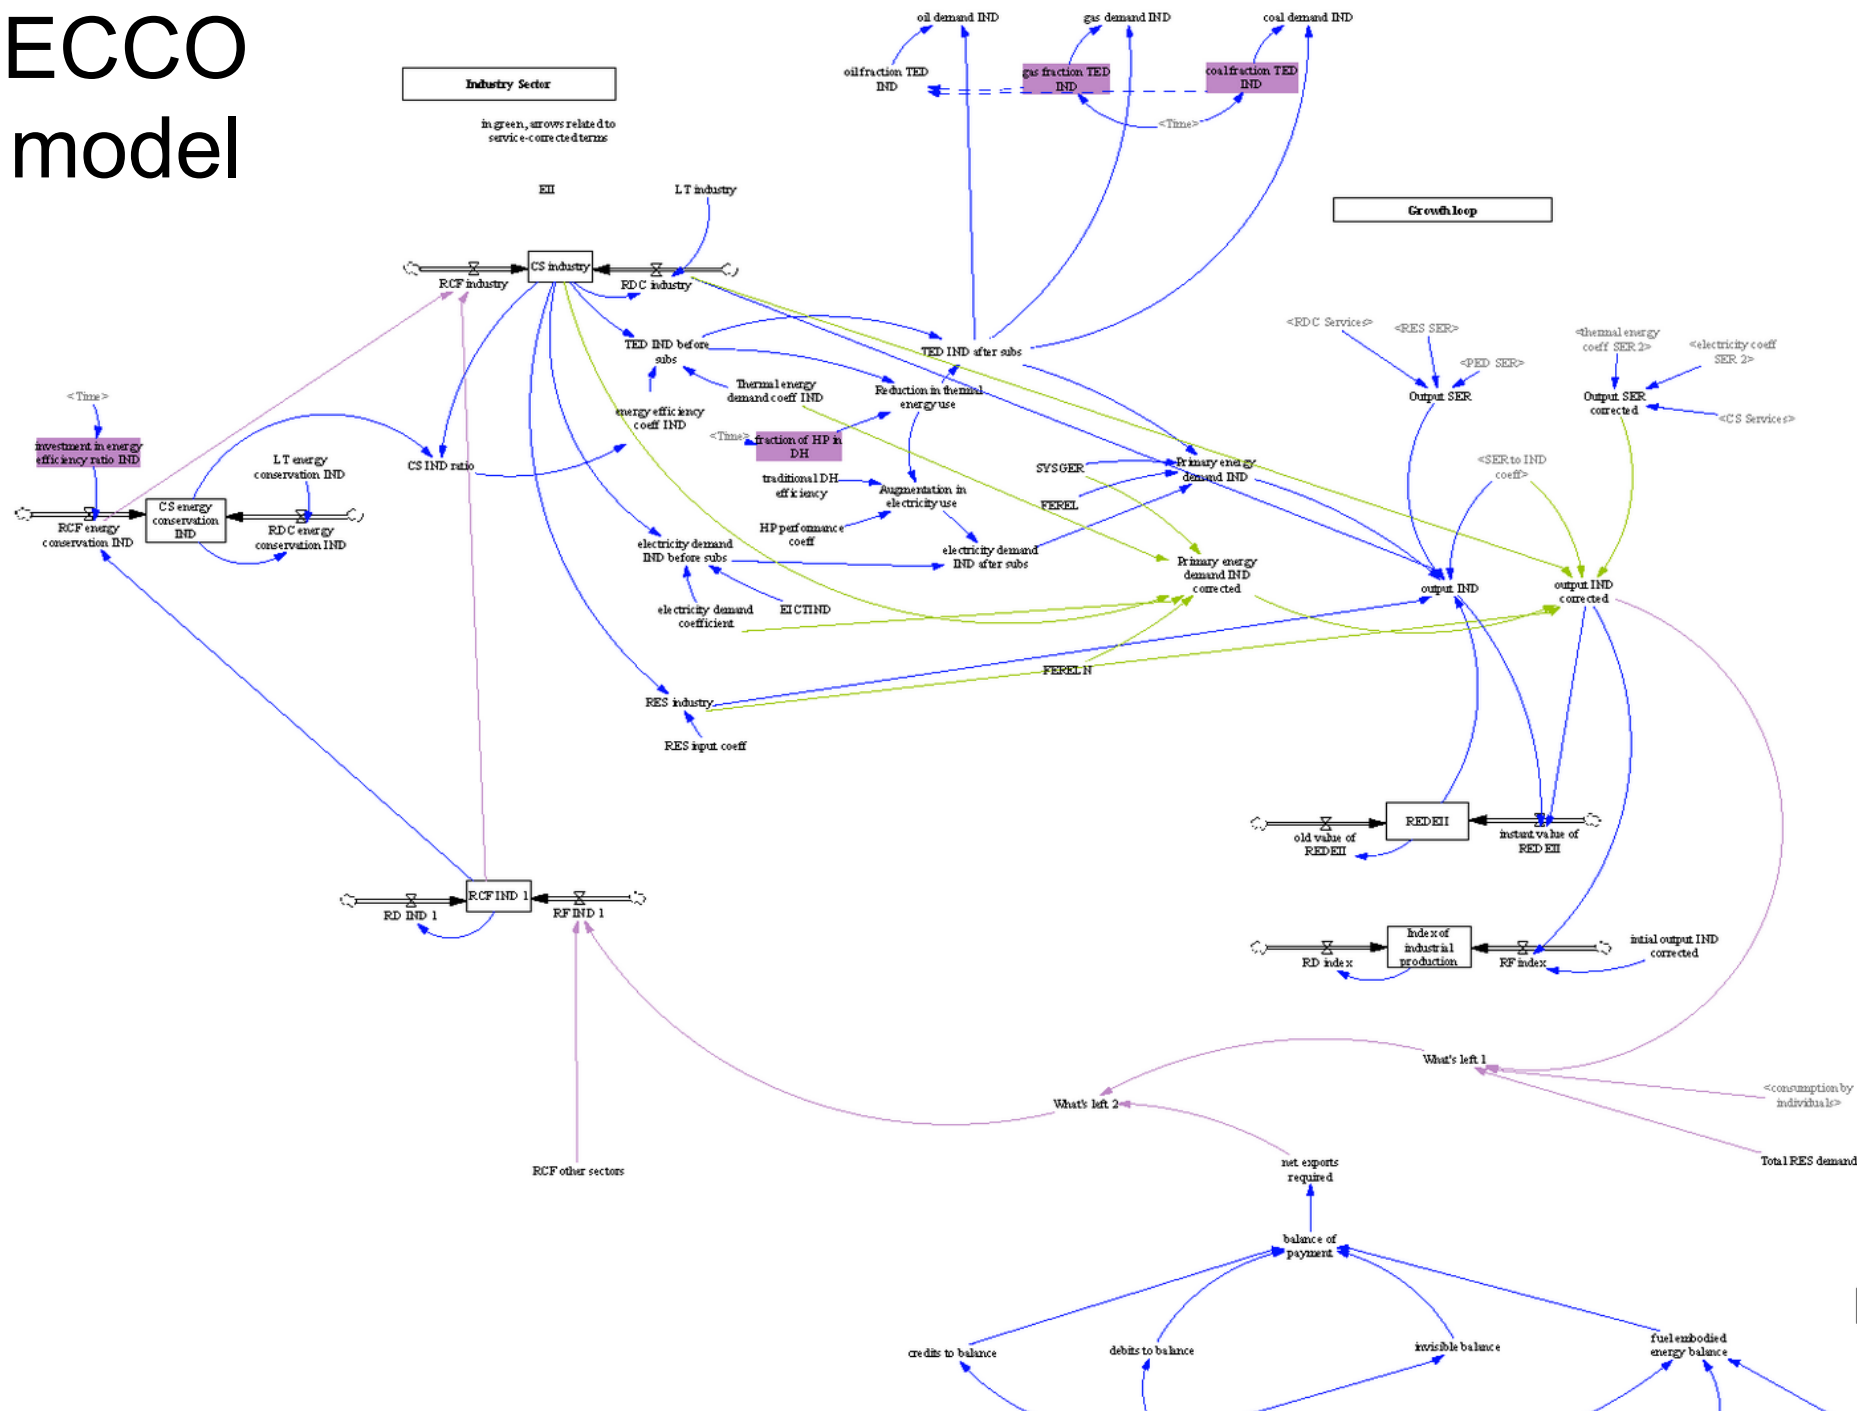 ECCO
model
Industry Sector
in green, arrows related to
service-corrected terms
EII
LT industry
oil demand IND
gas demand IND
coal demand IND
oil fraction TED
IND
gas fraction TED
IND
coal fraction TED
IND
<Time>
Growth loop
CS industry
RCF industry
RDC industry
TED IND before
subs
TED IND after subs
Thermal energy
demand coeff IND
Reduction in thermal
energy use
energy efficiency
coeff IND
<Time>
fraction of HP in
DH
traditional DH
efficiency
Augmentation in
electricity use
HP performance
coeff
SYSGER
FEREL
Primary energy
demand IND
<RDC Services>
<RES SER>
<PED SER>
Output SER
<thermal energy
coeff SER 2>
<electricity coeff
SER 2>
Output SER
corrected
<CS Services>
<SER to IND
coeff>
<Time>
investment in energy
efficiency ratio IND
LT energy
conservation IND
CS IND ratio
CS energy
conservation
IND
RCF energy
conservation IND
RDC energy
conservation IND
electricity demand
IND before subs
electricity demand
IND after subs
electricity demand
coefficient
EICTIND
Primary energy
demand IND
corrected
output IND
output IND
corrected
FEREL N
RES industry
RES input coeff
REDEII
old value of
REDEII
instant value of
REDEII
RCF IND 1
RD IND 1
RF IND 1
Index of
industrial
production
RD index
RF index
intial output IND
corrected
What's left 1
What's left 2
<consumption by
individuals>
Total RES demand
RCF other sectors
net exports
required
balance of
payment
credits to balance
debits to balance
invisible balance
fuel embodied
energy balance